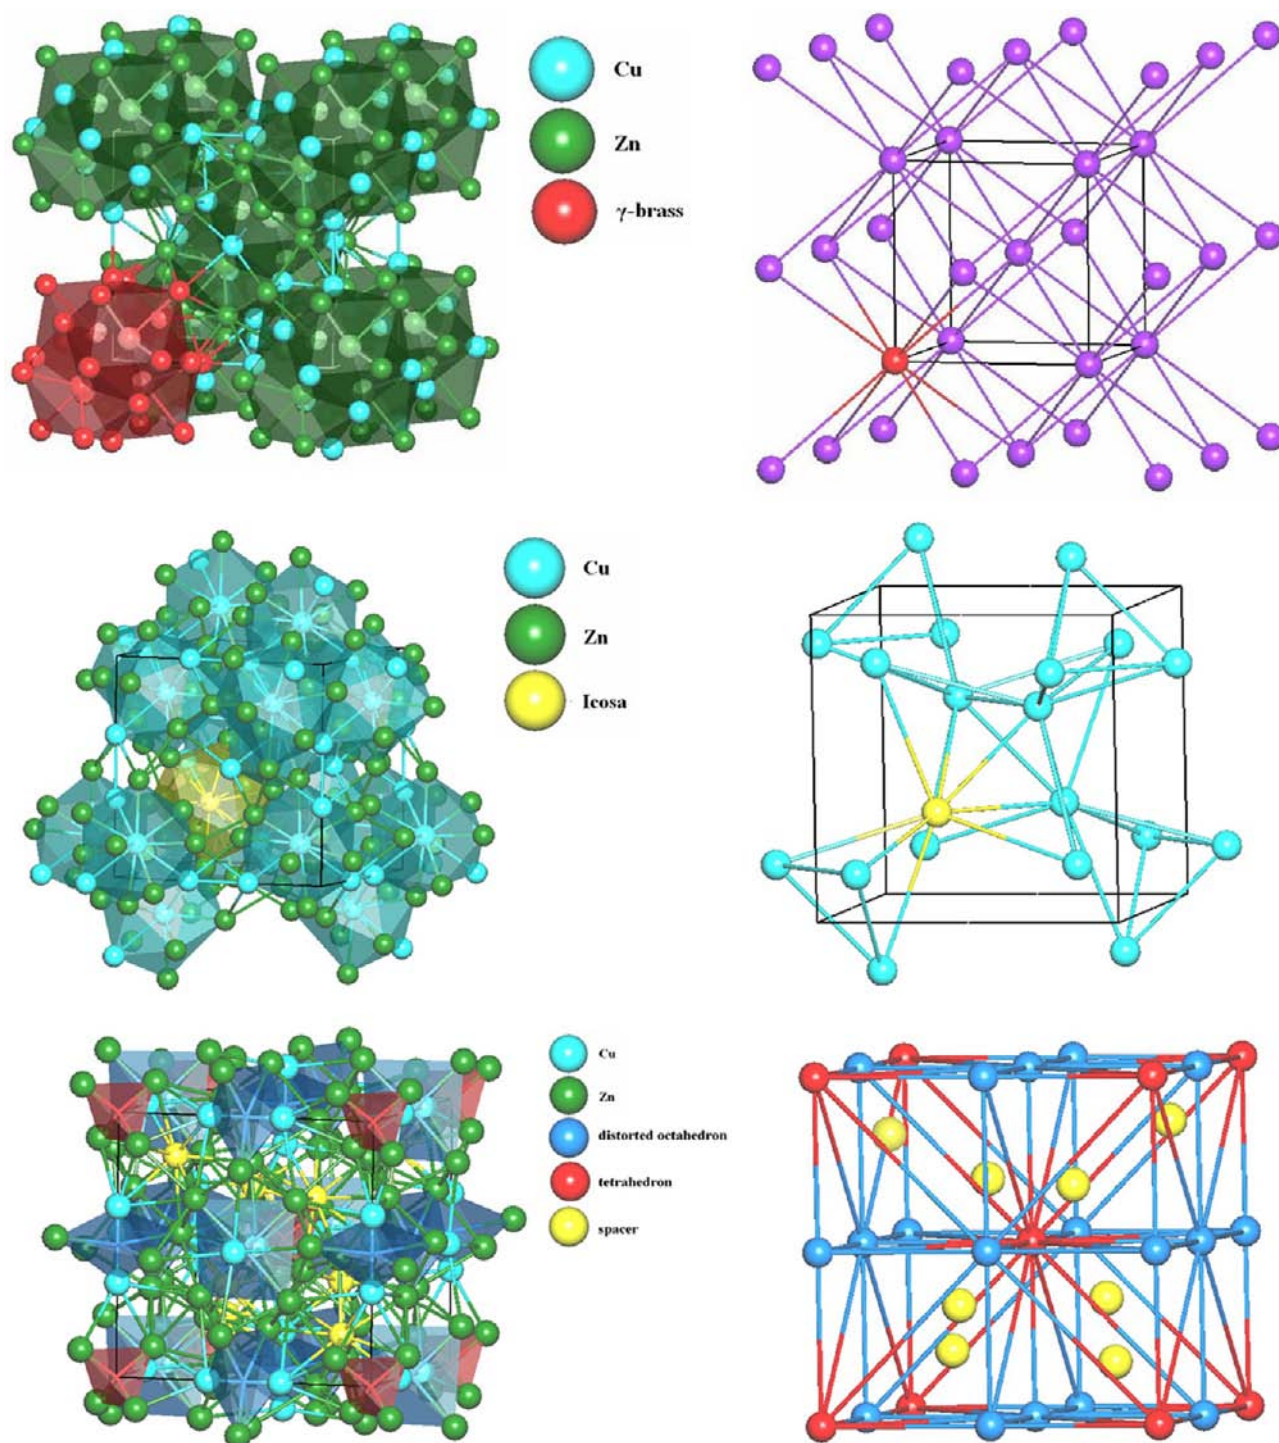 Cu
Zn
γ-brass
Cu
Zn
Icosa
Cu
Zn
distorted octahedron
tetrahedron
spacer